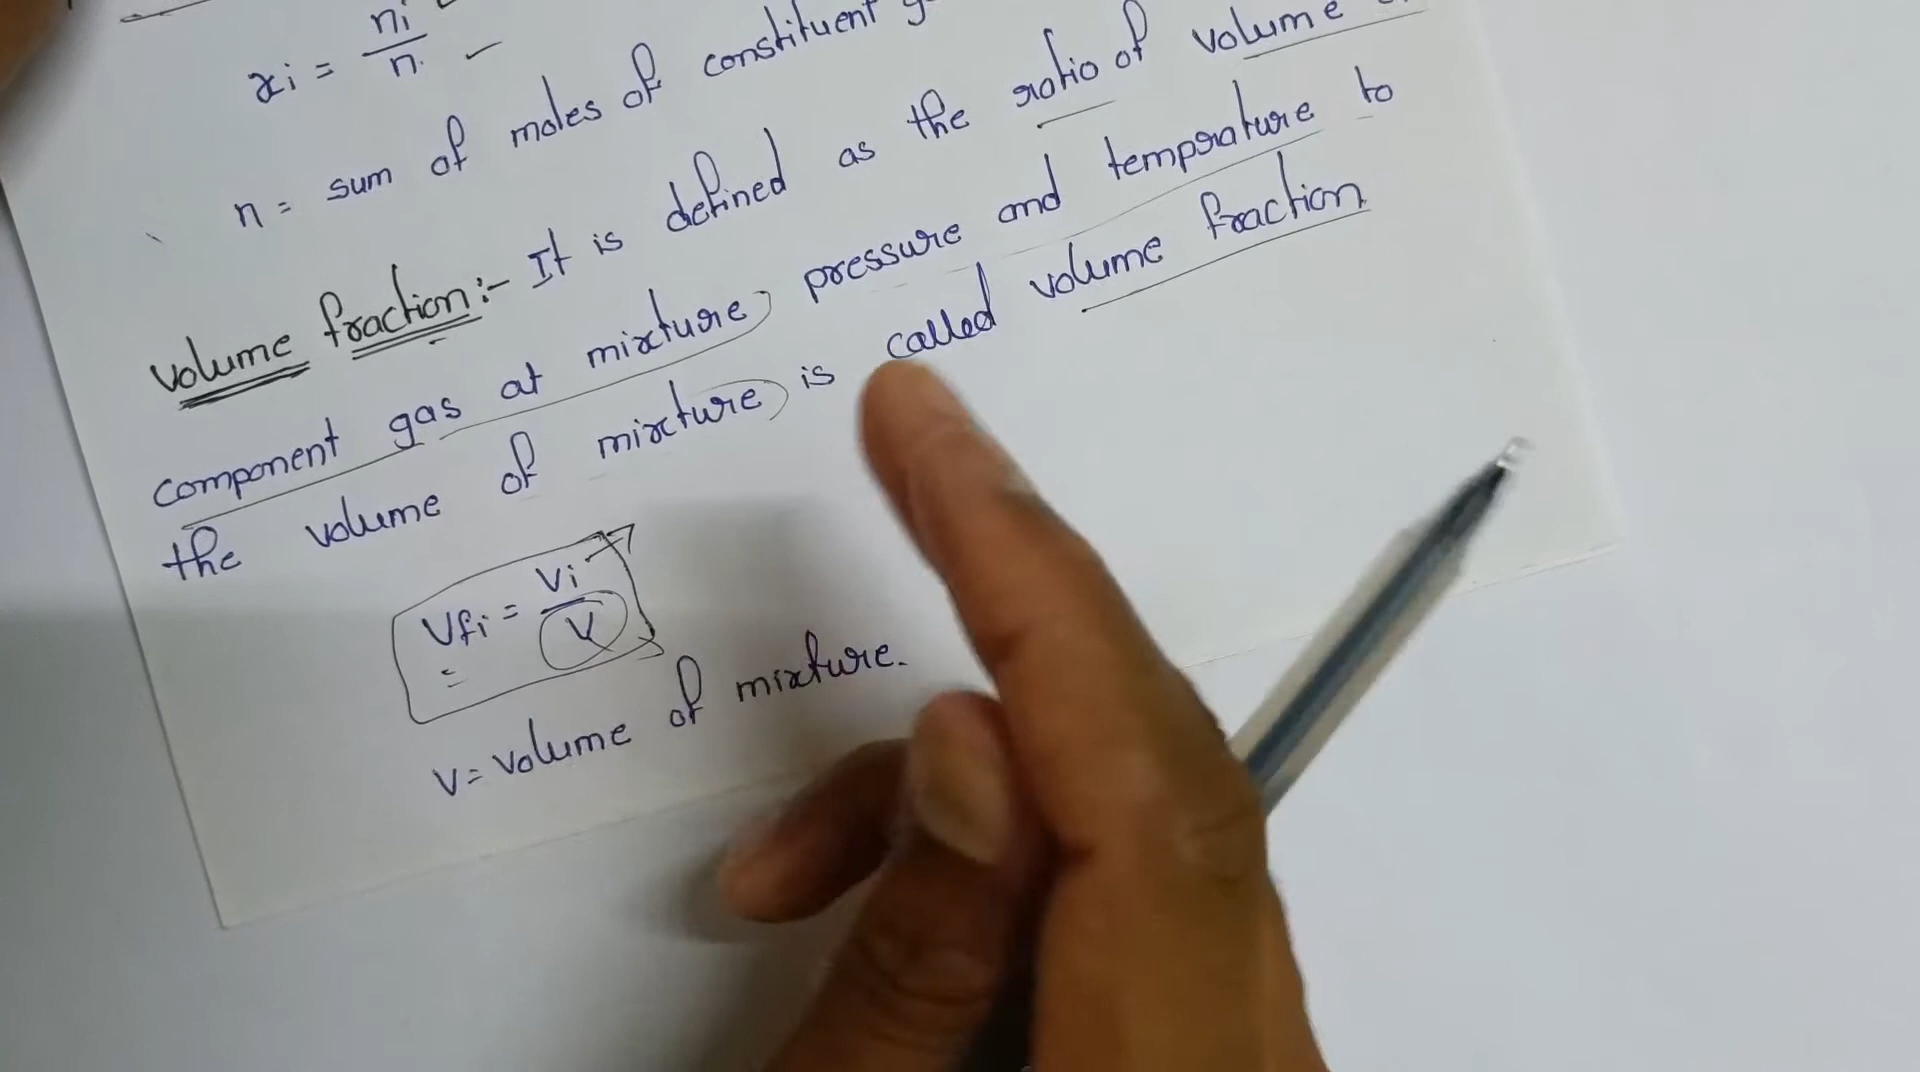 xi = ni/n
n = sum of moles of constituent
Volume fraction :- It is defined as the ratio of volume
component gas at mixture pressure and temprature to
the volume of mixture is called volume fraction
Vfi = Vi/V
V = volume of mixture.